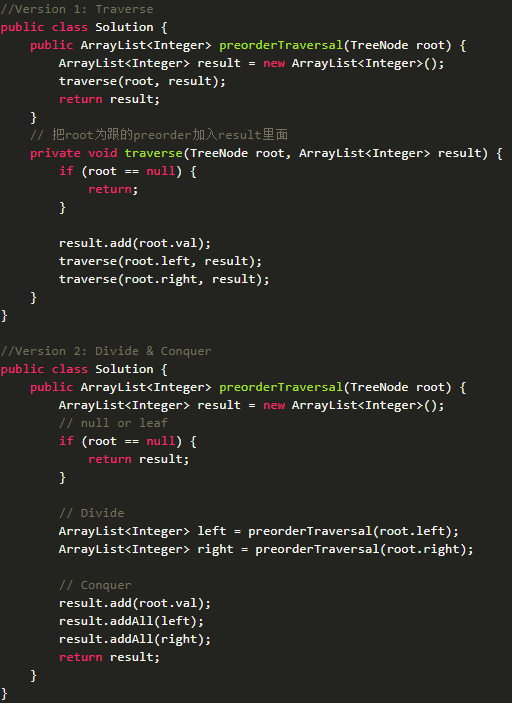 //Version 1: Traverse
public class Solution {
    public ArrayList<Integer> preorderTraversal(TreeNode root) {
        ArrayList<Integer> result = new ArrayList<Integer>();
        traverse(root, result);
        return result;
    }
    // 把root为跟的preorder加入result里面
    private void traverse(TreeNode root, ArrayList<Integer> result) {
        if (root == null) {
            return;
        }

        result.add(root.val);
        traverse(root.left, result);
        traverse(root.right, result);
    }
}

//Version 2: Divide & Conquer
public class Solution {
    public ArrayList<Integer> preorderTraversal(TreeNode root) {
        ArrayList<Integer> result = new ArrayList<Integer>();
        // null or leaf
        if (root == null) {
            return result;
        }

        // Divide
        ArrayList<Integer> left = preorderTraversal(root.left);
        ArrayList<Integer> right = preorderTraversal(root.right);

        // Conquer
        result.add(root.val);
        result.addAll(left);
        result.addAll(right);
        return result;
    }
}